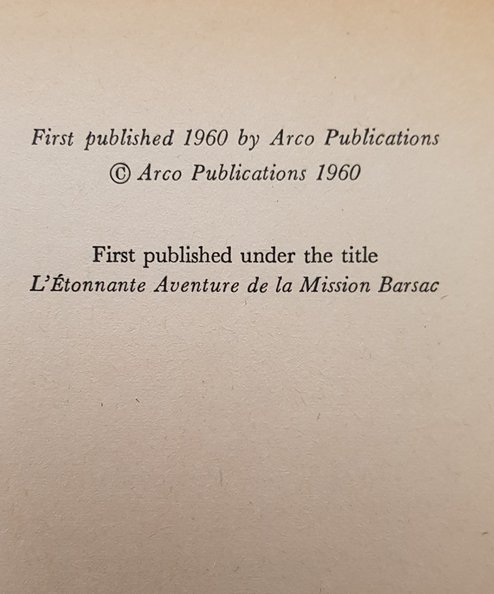 First published 1960 by Arco Publications
© Arco Publications 1960
First published under the title
L'Étonnante Aventure de la Mission Barsac